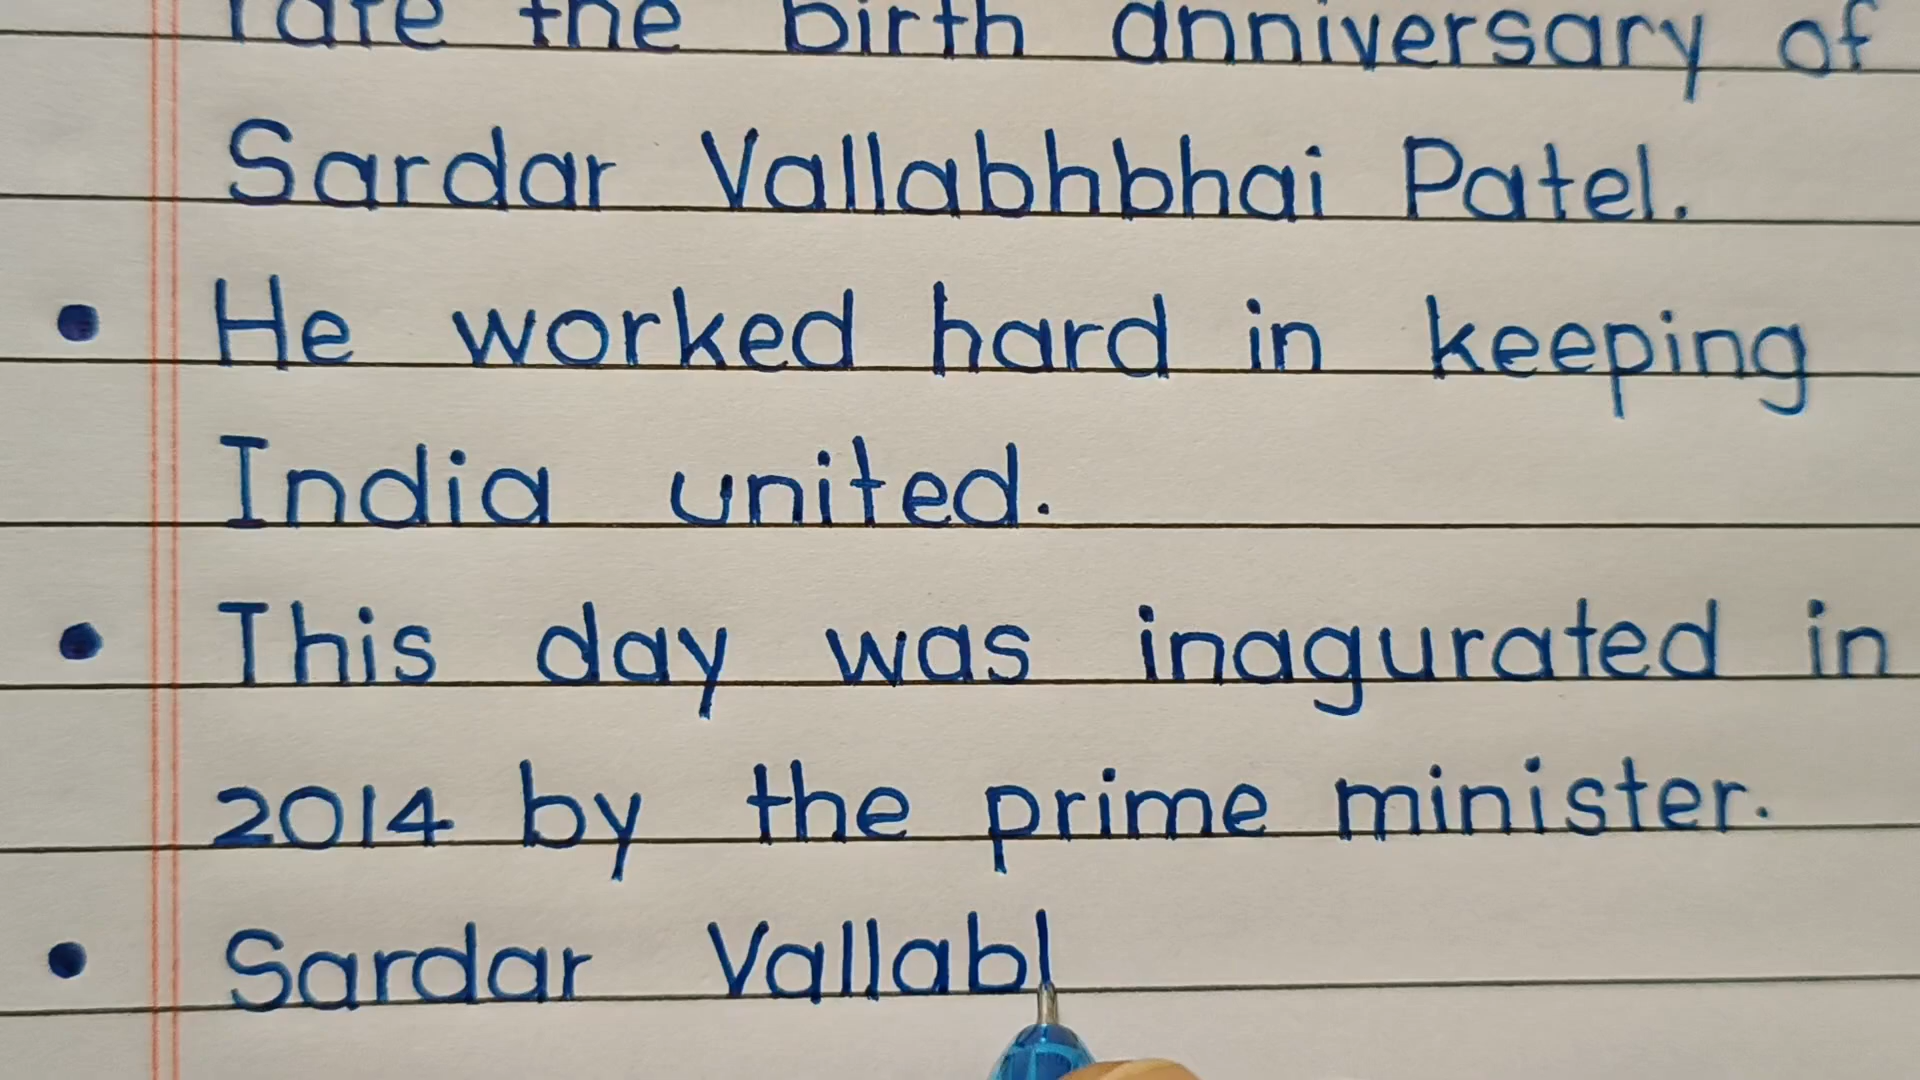 rate the birth anniversary of
Sardar Vallabhbhai Patel.
• He worked hard in keeping
India united.
• This day was inagurated in
2014 by the prime minister.
• Sardar Vallabl